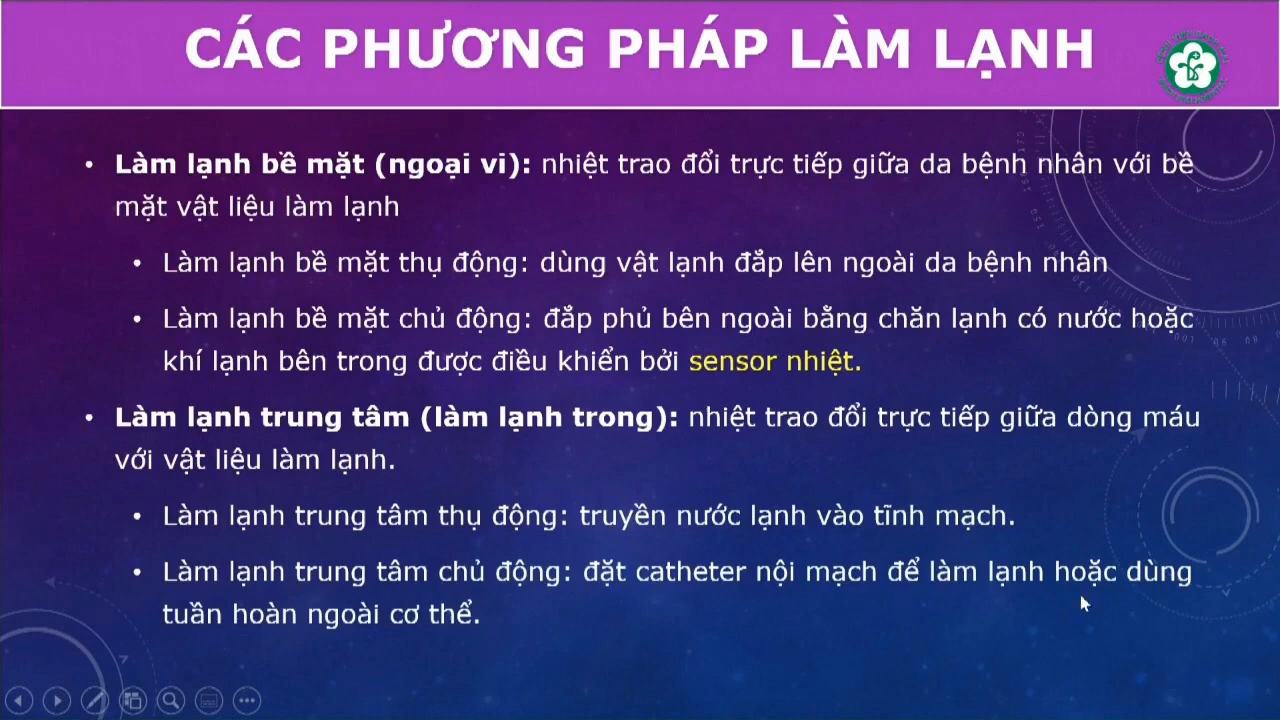 CÁC PHƯƠNG PHÁP LÀM LẠNH
• Làm lạnh bề mặt (ngoại vi): nhiệt trao đổi trực tiếp giữa da bệnh nhân với bề
mặt vật liệu làm lạnh
• Làm lạnh bề mặt thụ động: dùng vật lạnh đắp lên ngoài da bệnh nhân
• Làm lạnh bề mặt chủ động: đắp phủ bên ngoài bằng chăn lạnh có nước hoặc
khí lạnh bên trong được điều khiển bởi sensor nhiệt.
• Làm lạnh trung tâm (làm lạnh trong): nhiệt trao đổi trực tiếp giữa dòng máu
với vật liệu làm lạnh.
• Làm lạnh trung tâm thụ động: truyền nước lạnh vào tĩnh mạch.
• Làm lạnh trung tâm chủ động: đặt catheter nội mạch để làm lạnh hoặc dùng
tuần hoàn ngoài cơ thể.